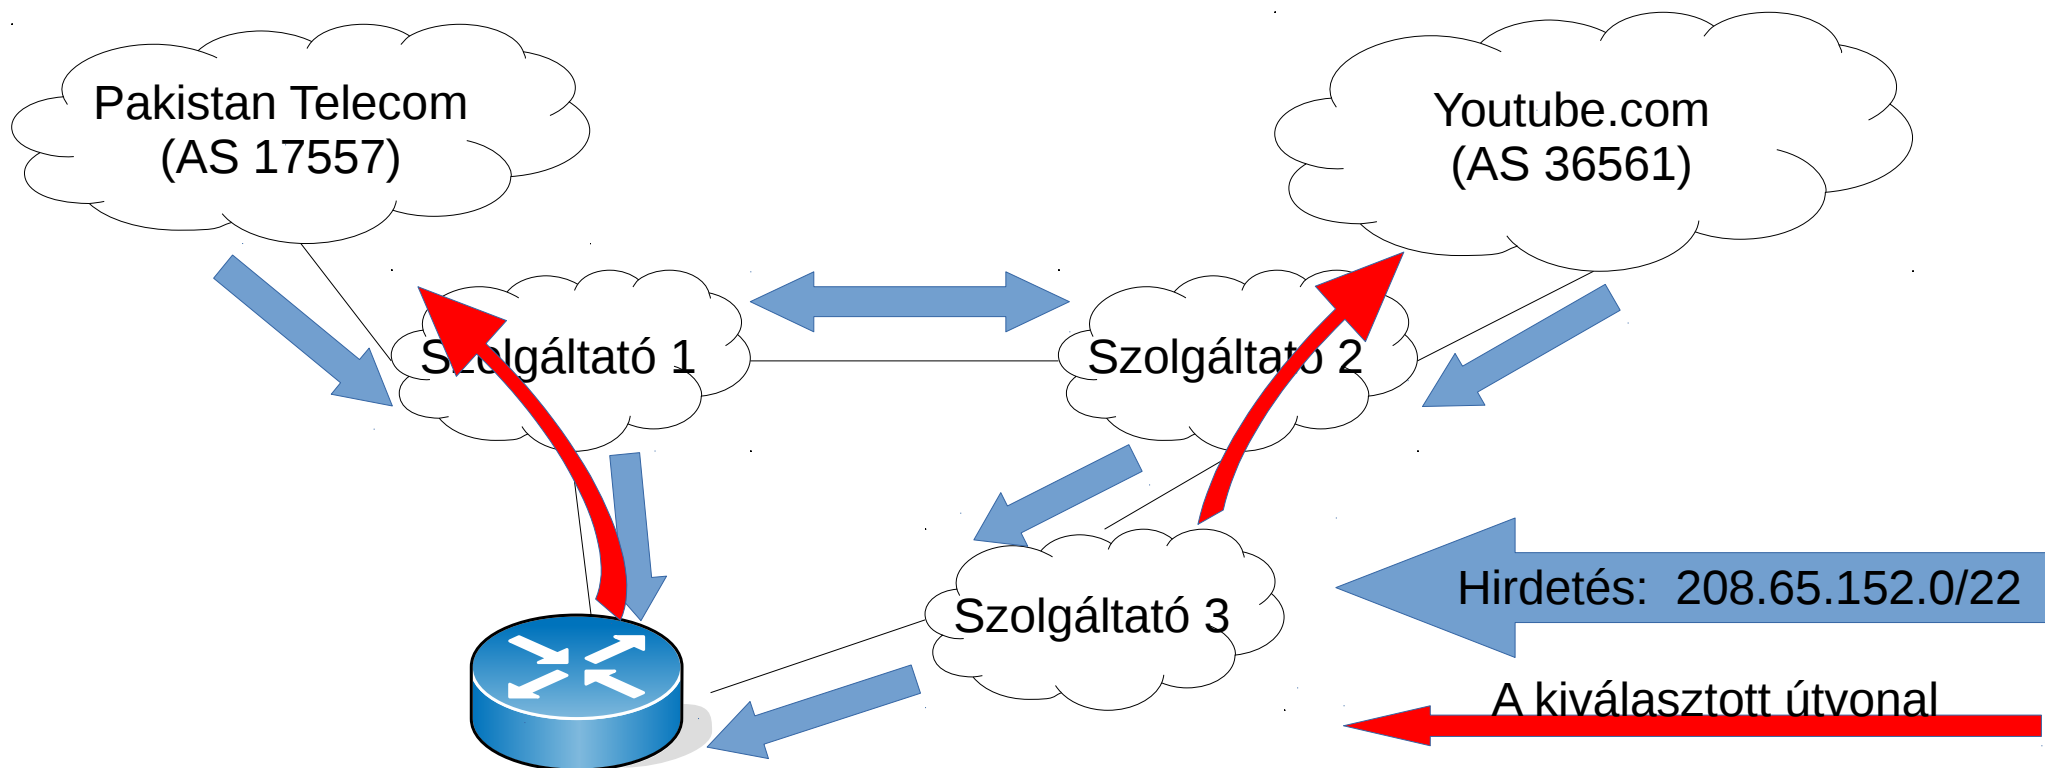 Pakistan Telecom
(AS 17557)
Youtube.com
(AS 36561)
Szolgáltató 1
Szolgáltató 2
Szolgáltató 3
Hirdetés: 208.65.152.0/22
A kiválasztott útvonal